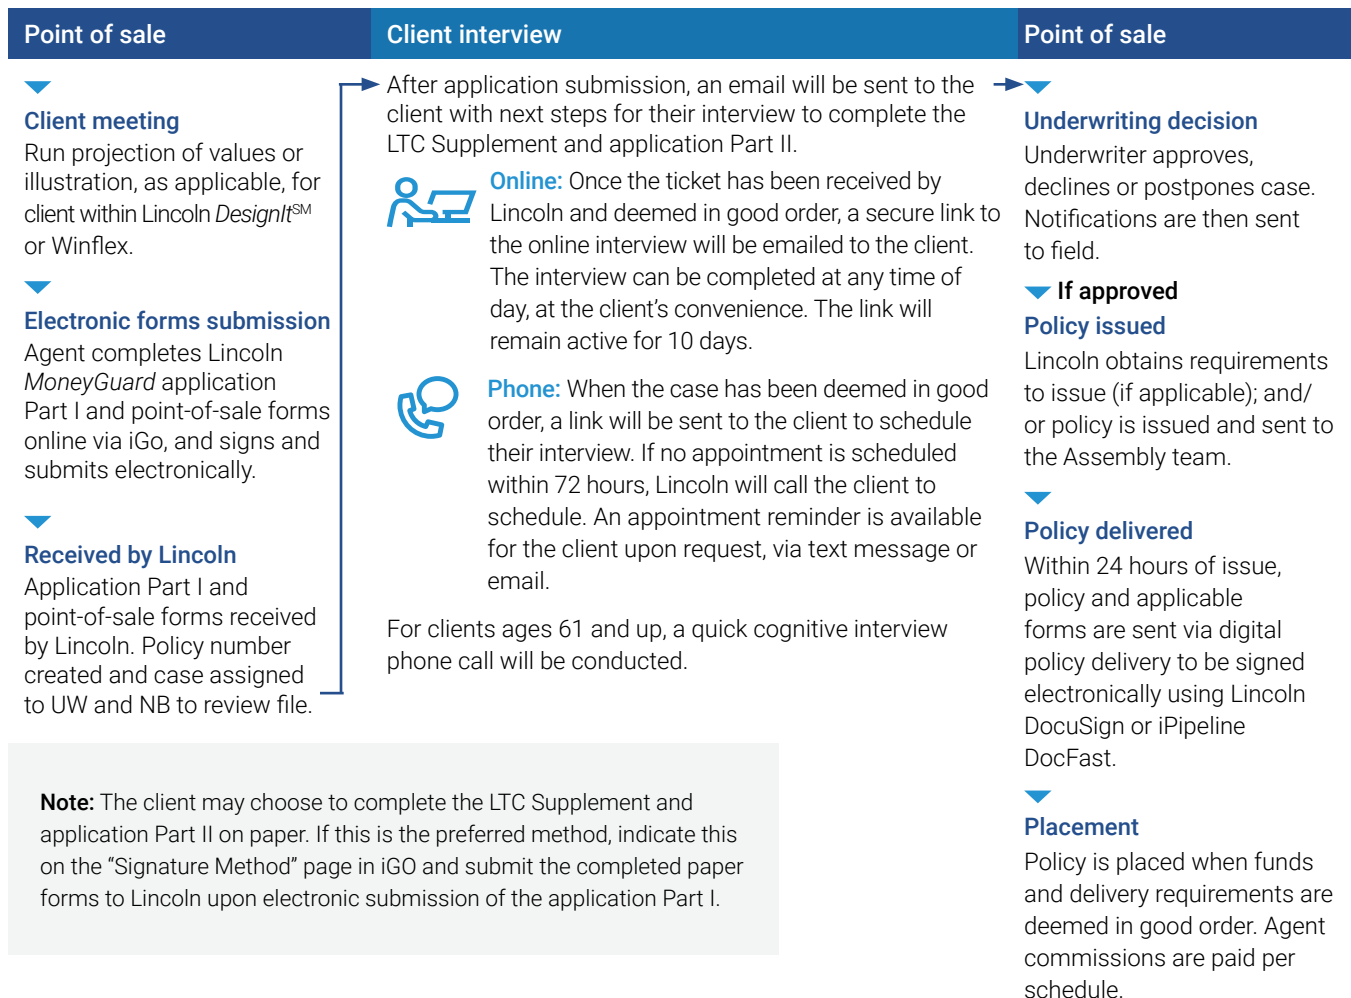 Point of sale
Client meeting
Run projection of values or
illustration, as applicable, for
client within Lincoln DesignItSM
or Winflex.
Electronic forms submission
Agent completes Lincoln
MoneyGuard application
Part I and point-of-sale forms
online via iGo, and signs and
submits electronically.
Received by Lincoln
Application Part I and
point-of-sale forms received
by Lincoln. Policy number
created and case assigned
to UW and NB to review file.
Client interview
After application submission, an email will be sent to the
client with next steps for their interview to complete the
LTC Supplement and application Part II.
Online: Once the ticket has been received by
Lincoln and deemed in good order, a secure link to
the online interview will be emailed to the client.
The interview can be completed at any time of
day, at the client’s convenience. The link will
remain active for 10 days.
Phone: When the case has been deemed in good
order, a link will be sent to the client to schedule
their interview. If no appointment is scheduled
within 72 hours, Lincoln will call the client to
schedule. An appointment reminder is available
for the client upon request, via text message or
email.
For clients ages 61 and up, a quick cognitive interview
phone call will be conducted.
Point of sale
Underwriting decision
Underwriter approves,
declines or postpones case.
Notifications are then sent
to field.
If approved
Policy issued
Lincoln obtains requirements
to issue (if applicable); and/
or policy is issued and sent to
the Assembly team.
Policy delivered
Within 24 hours of issue,
policy and applicable
forms are sent via digital
policy delivery to be signed
electronically using Lincoln
DocuSign or iPipeline
DocFast.
Placement
Policy is placed when funds
and delivery requirements are
deemed in good order. Agent
commissions are paid per
schedule.
Note: The client may choose to complete the LTC Supplement and
application Part II on paper. If this is the preferred method, indicate this
on the “Signature Method” page in iGO and submit the completed paper
forms to Lincoln upon electronic submission of the application Part I.